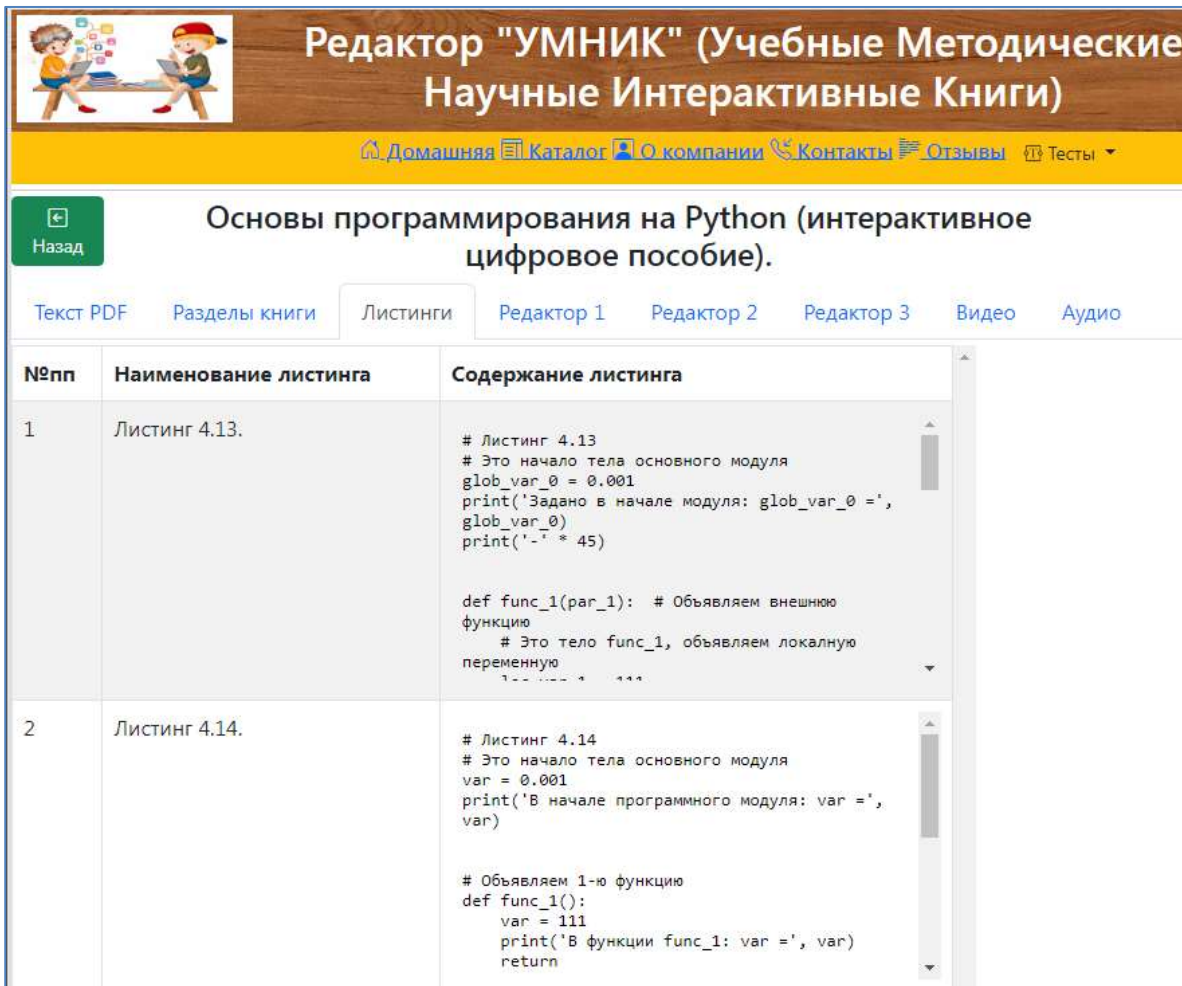 Редактор "УМНИК" (Учебные Методические
Научные Интерактивные Книги)
Домашняя Каталог О компании Контакты Отзывы Тесты
Назад
Основы программирования на Python (интерактивное
цифровое пособие).
Текст PDF Разделы книги Листинги Редактор 1 Редактор 2 Редактор 3 Видео Аудио
№пп Наименование листинга Содержание листинга
1 Листинг 4.13.
# Листинг 4.13
# Это начало тела основного модуля
glob_var_0 = 0.001
print('Задано в начале модуля: glob_var_0 =',
glob_var_0)
print('-' * 45)
def func_1(par_1):  # Объявляем внешнюю
функцию
    # Это тело func_1, объявляем локалную
переменную
2 Листинг 4.14.
# Листинг 4.14
# Это начало тела основного модуля
var = 0.001
print('В начале программного модуля: var =',
var)
# Объявляем 1-ю функцию
def func_1():
    var = 111
    print('В функции func_1: var =', var)
    return